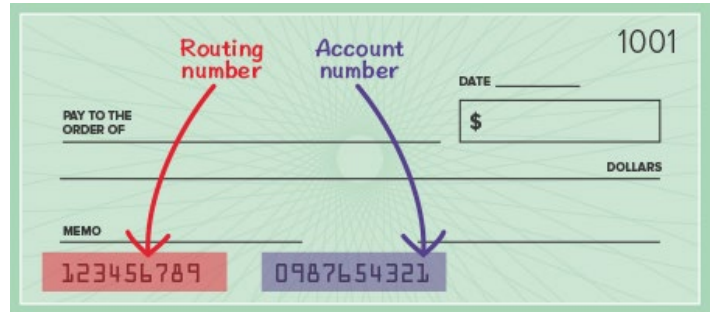 1001
Routing
number
Account
number
DATE
PAY TO THE
ORDER OF
$
DOLLARS
MEMO
123456789 0987654321